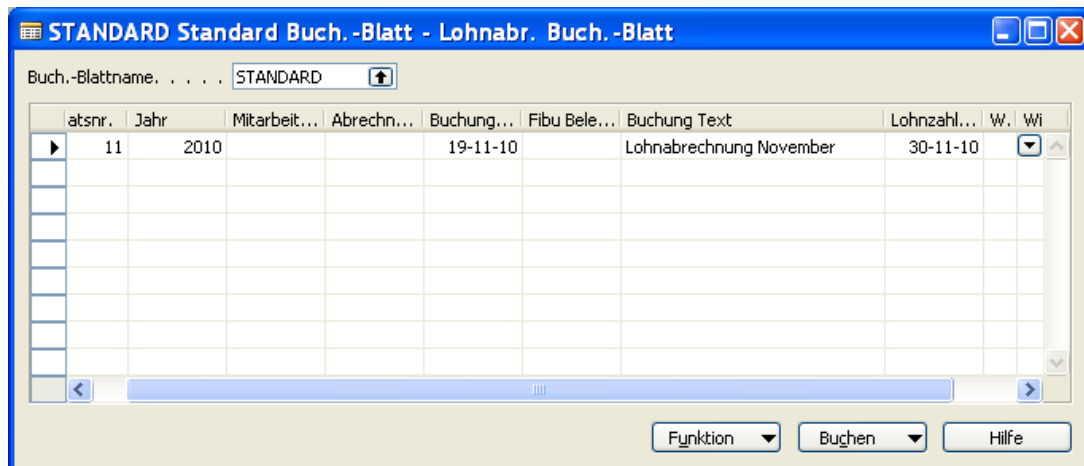 STANDARD Standard Buch.-Blatt - Lohnabr. Buch.-Blatt
Buch.-Blattname. . . . . STANDARD
atsnr. Jahr Mitarbeit... Abrechn... Buchung... Fibu Bele... Buchung Text Lohnzahl... W. Wi
11 2010 19-11-10 Lohnabrechnung November 30-11-10
Funktion Buchen Hilfe